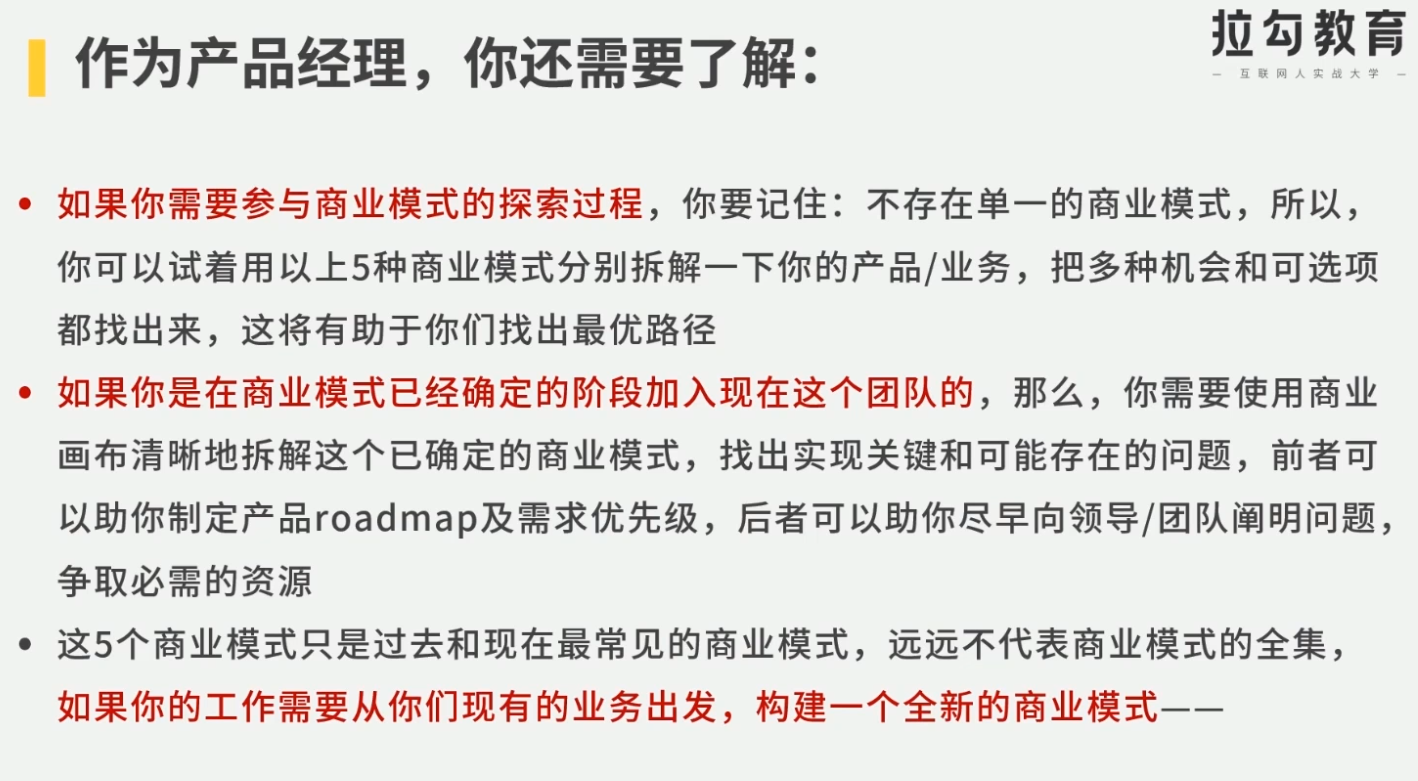 作为产品经理，你还需要了解：
拉勾教育
— 互联网人实战大学 —
• 如果你需要参与商业模式的探索过程，你要记住：不存在单一的商业模式，所以，
你可以试着用以上5种商业模式分别拆解一下你的产品/业务，把多种机会和可选项
都找出来，这将有助于你们找出最优路径
• 如果你是在商业模式已经确定的阶段加入现在这个团队的，那么，你需要使用商业
画布清晰地拆解这个已确定的商业模式，找出实现关键和可能存在的问题，前者可
以助你制定产品roadmap及需求优先级，后者可以助你尽早向领导/团队阐明问题，
争取必需的资源
• 这5个商业模式只是过去和现在最常见的商业模式，远远不代表商业模式的全集，
如果你的工作需要从你们现有的业务出发，构建一个全新的商业模式——